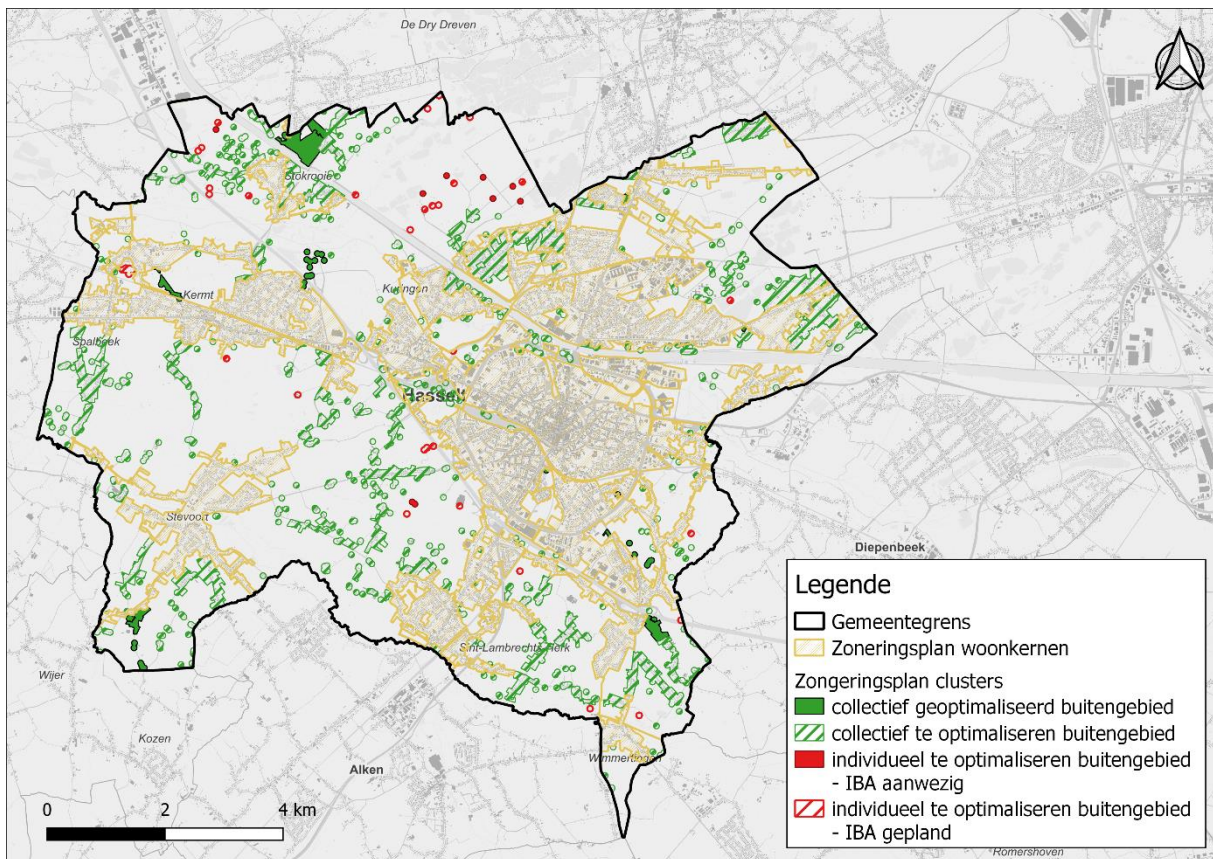 De Dry Dreven
Stokrooie
Kermt
Kuringen
Spalbeek
Hasselt
Stevoort
Diepenbeek
Sint-Lambrechts-Herk
Wijer
Kozen
Alken
Wimmertingen
Romershoven
0 2 4 km
Legende
Gemeentegrens
Zoneringsplan woonkernen
Zongeringsplan clusters
collectief geoptimaliseerd buitengebied
collectief te optimaliseren buitengebied
individueel te optimaliseren buitengebied
- IBA aanwezig
individueel te optimaliseren buitengebied
- IBA gepland